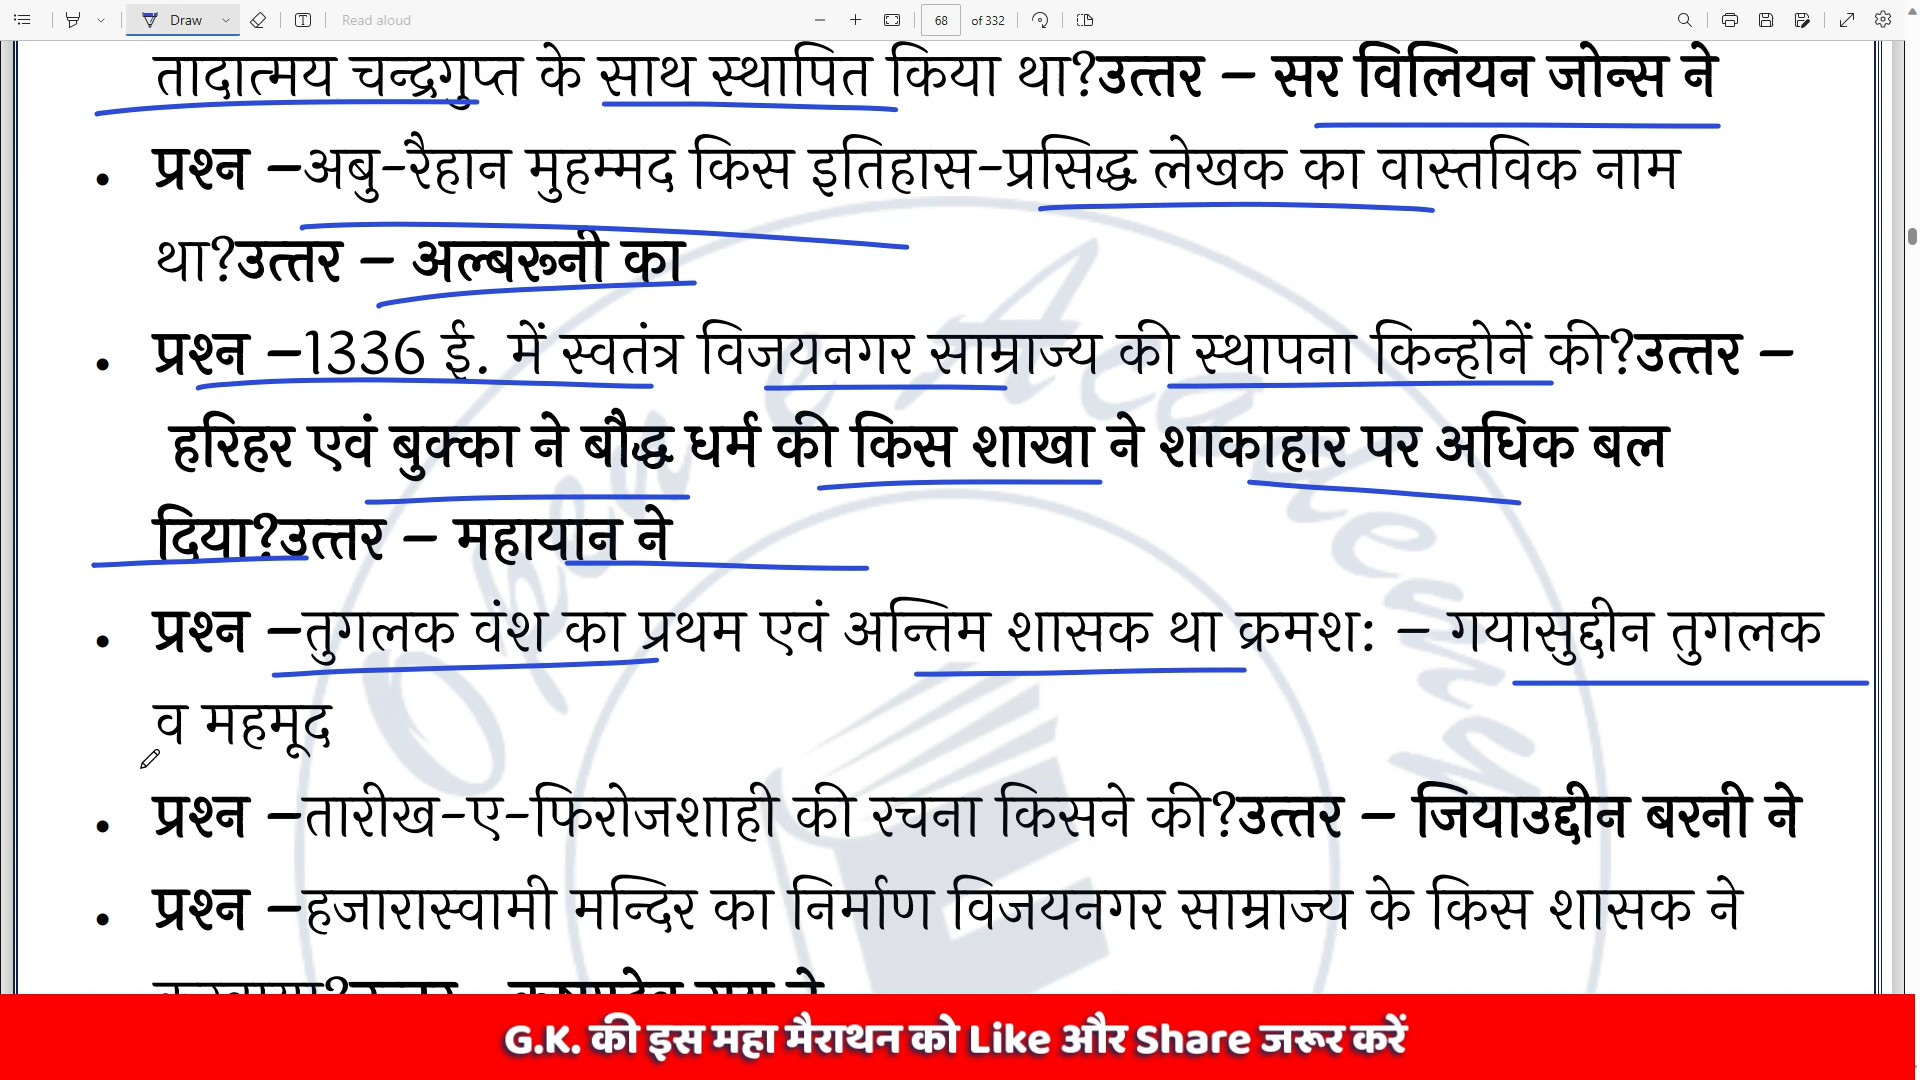 Draw
Read aloud
68 of 332
तादात्मय चन्द्रगुप्त के साथ स्थापित किया था?उत्तर – सर विलियन जोन्स ने
• प्रश्न –अबु-रैहान मुहम्मद किस इतिहास-प्रसिद्ध लेखक का वास्तविक नाम
था?उत्तर – अल्बरूनी का
• प्रश्न –1336 ई. में स्वतंत्र विजयनगर साम्राज्य की स्थापना किन्होनें की?उत्तर –
हरिहर एवं बुक्का ने बौद्ध धर्म की किस शाखा ने शाकाहार पर अधिक बल
दिया?उत्तर – महायान ने
• प्रश्न –तुगलक वंश का प्रथम एवं अन्तिम शासक था क्रमश: – गयासुद्दीन तुगलक
व महमूद
• प्रश्न –तारीख-ए-फिरोजशाही की रचना किसने की?उत्तर – जियाउद्दीन बरनी ने
• प्रश्न –हजारास्वामी मन्दिर का निर्माण विजयनगर साम्राज्य के किस शासक ने
G.K. की इस महा मैराथन को Like और Share जरूर करें